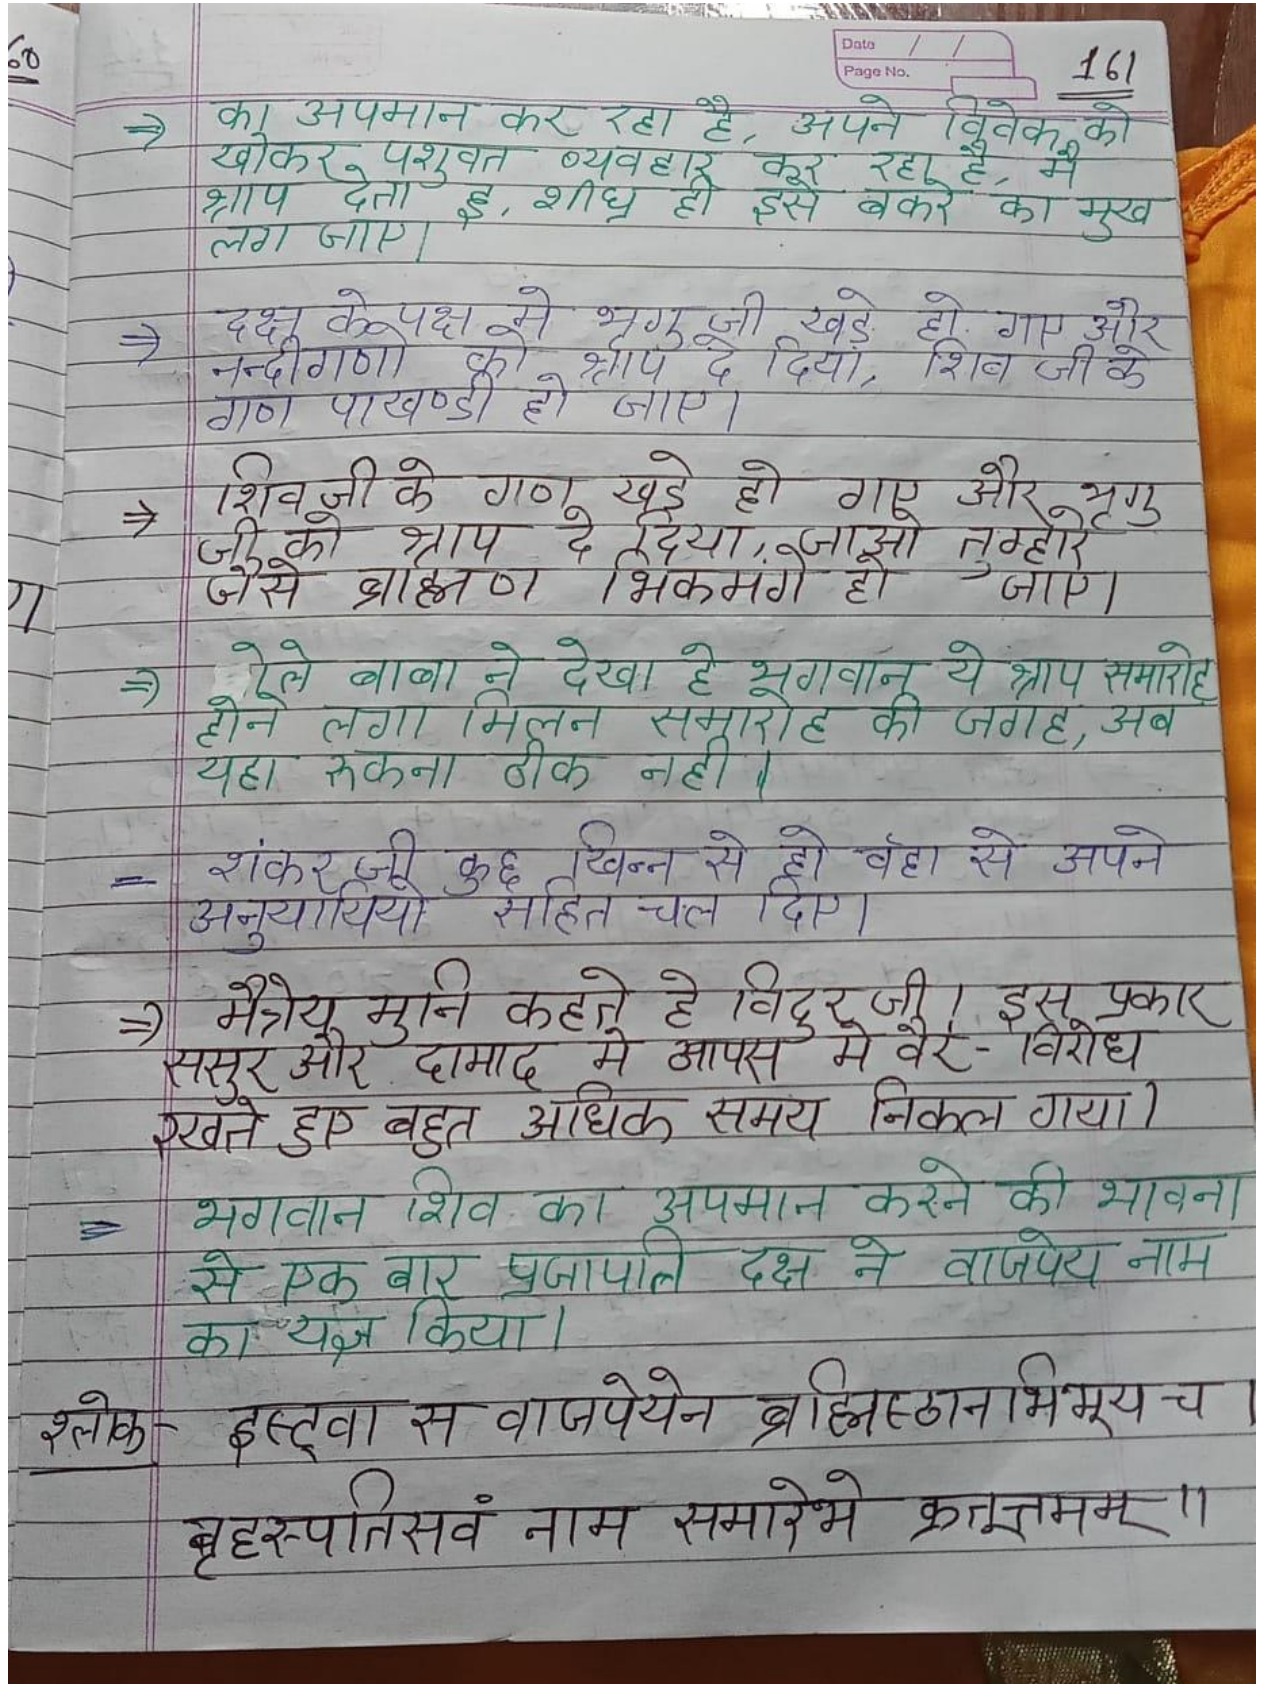 60
Date / /
Page No.
161
⇒ का अपमान कर रहा है, अपने विवेक को
खोकर पशुवत व्यवहार कर रहा है, मै
श्राप देता हु, शीघ्र ही इसे बकरे का मुख
लग जाए।
⇒ दक्ष के पक्ष मे भृगु जी खड़े हो गए और
नन्दीगणो को श्राप दे दिया, शिव जी के
गण पाखण्डी हो जाए।
⇒ शिवजी के गण खड़े हो गए और भृगु
जी को श्राप दे दिया, जाओ तुम्हारे
जैसे ब्राह्मण भिकमंगे हो जाए।
⇒ भोले बाबा ने देखा हे भगवान ये श्राप समारोह
होने लगा मिलन समारोह की जगह, अब
यहा रुकना ठीक नही।
= शंकर जी कुछ खिन्न से हो वहा से अपने
अनुयायियो सहित चल दिए।
⇒ मैत्रेय मुनि कहते हे विदुर जी। इस प्रकार
ससुर और दामाद मे आपस मे वैर- विरोध
रखते हुए बहुत अधिक समय निकल गया।
= भगवान शिव का अपमान करने की भावना
से एक बार प्रजापति दक्ष ने वाजपेय नाम
का यज्ञ किया।
श्लोक - इस्ट्वा स वाजपेयेन ब्रह्मिस्ठानभिभूय च।
बृहस्पतिसवं नाम समारेभे क्रतूत्तमम्॥